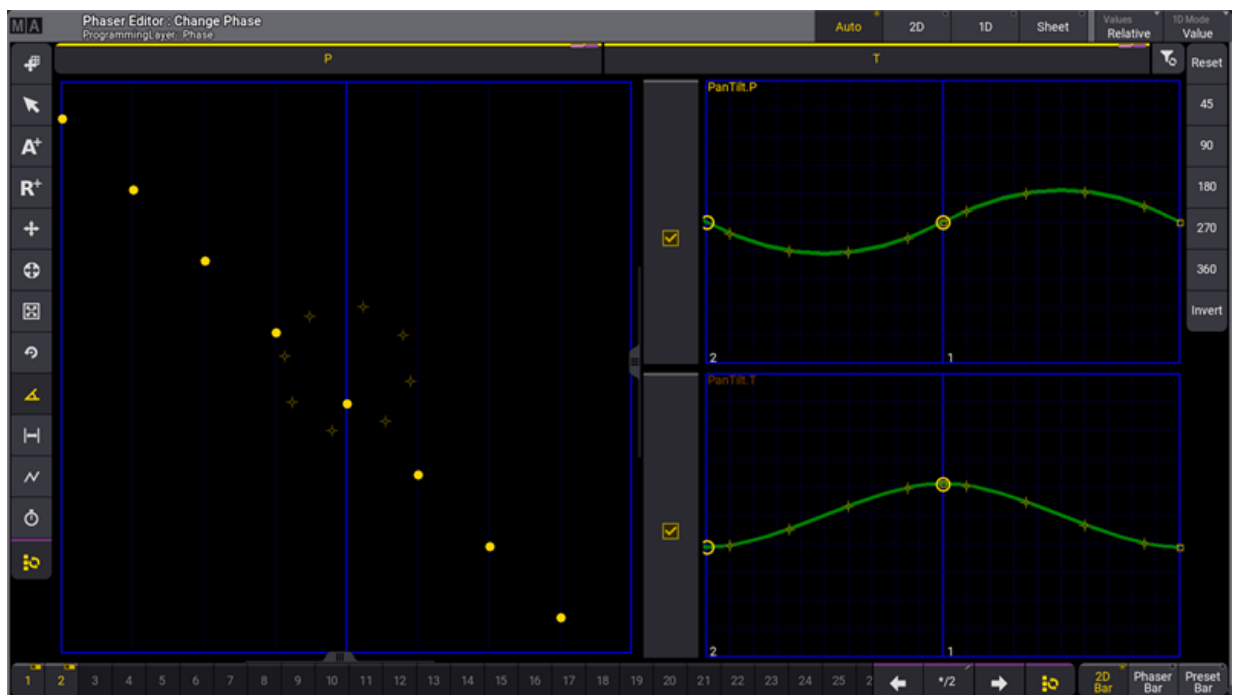 MA Phaser Editor : Change Phase
ProgrammingLayer: Phase
Auto 2D 1D Sheet
Values
Relative
1D Mode
Value
P T
Reset
45
A+
90
R+
180
270
360
Invert
PanTilt.P
2 1
PanTilt.T
2 1
1 2 3 4 5 6 7 8 9 10 11 12 13 14 15 16 17 18 19 20 21 22 23 24 25 2
*/2
2D Bar
Phaser Bar
Preset Bar